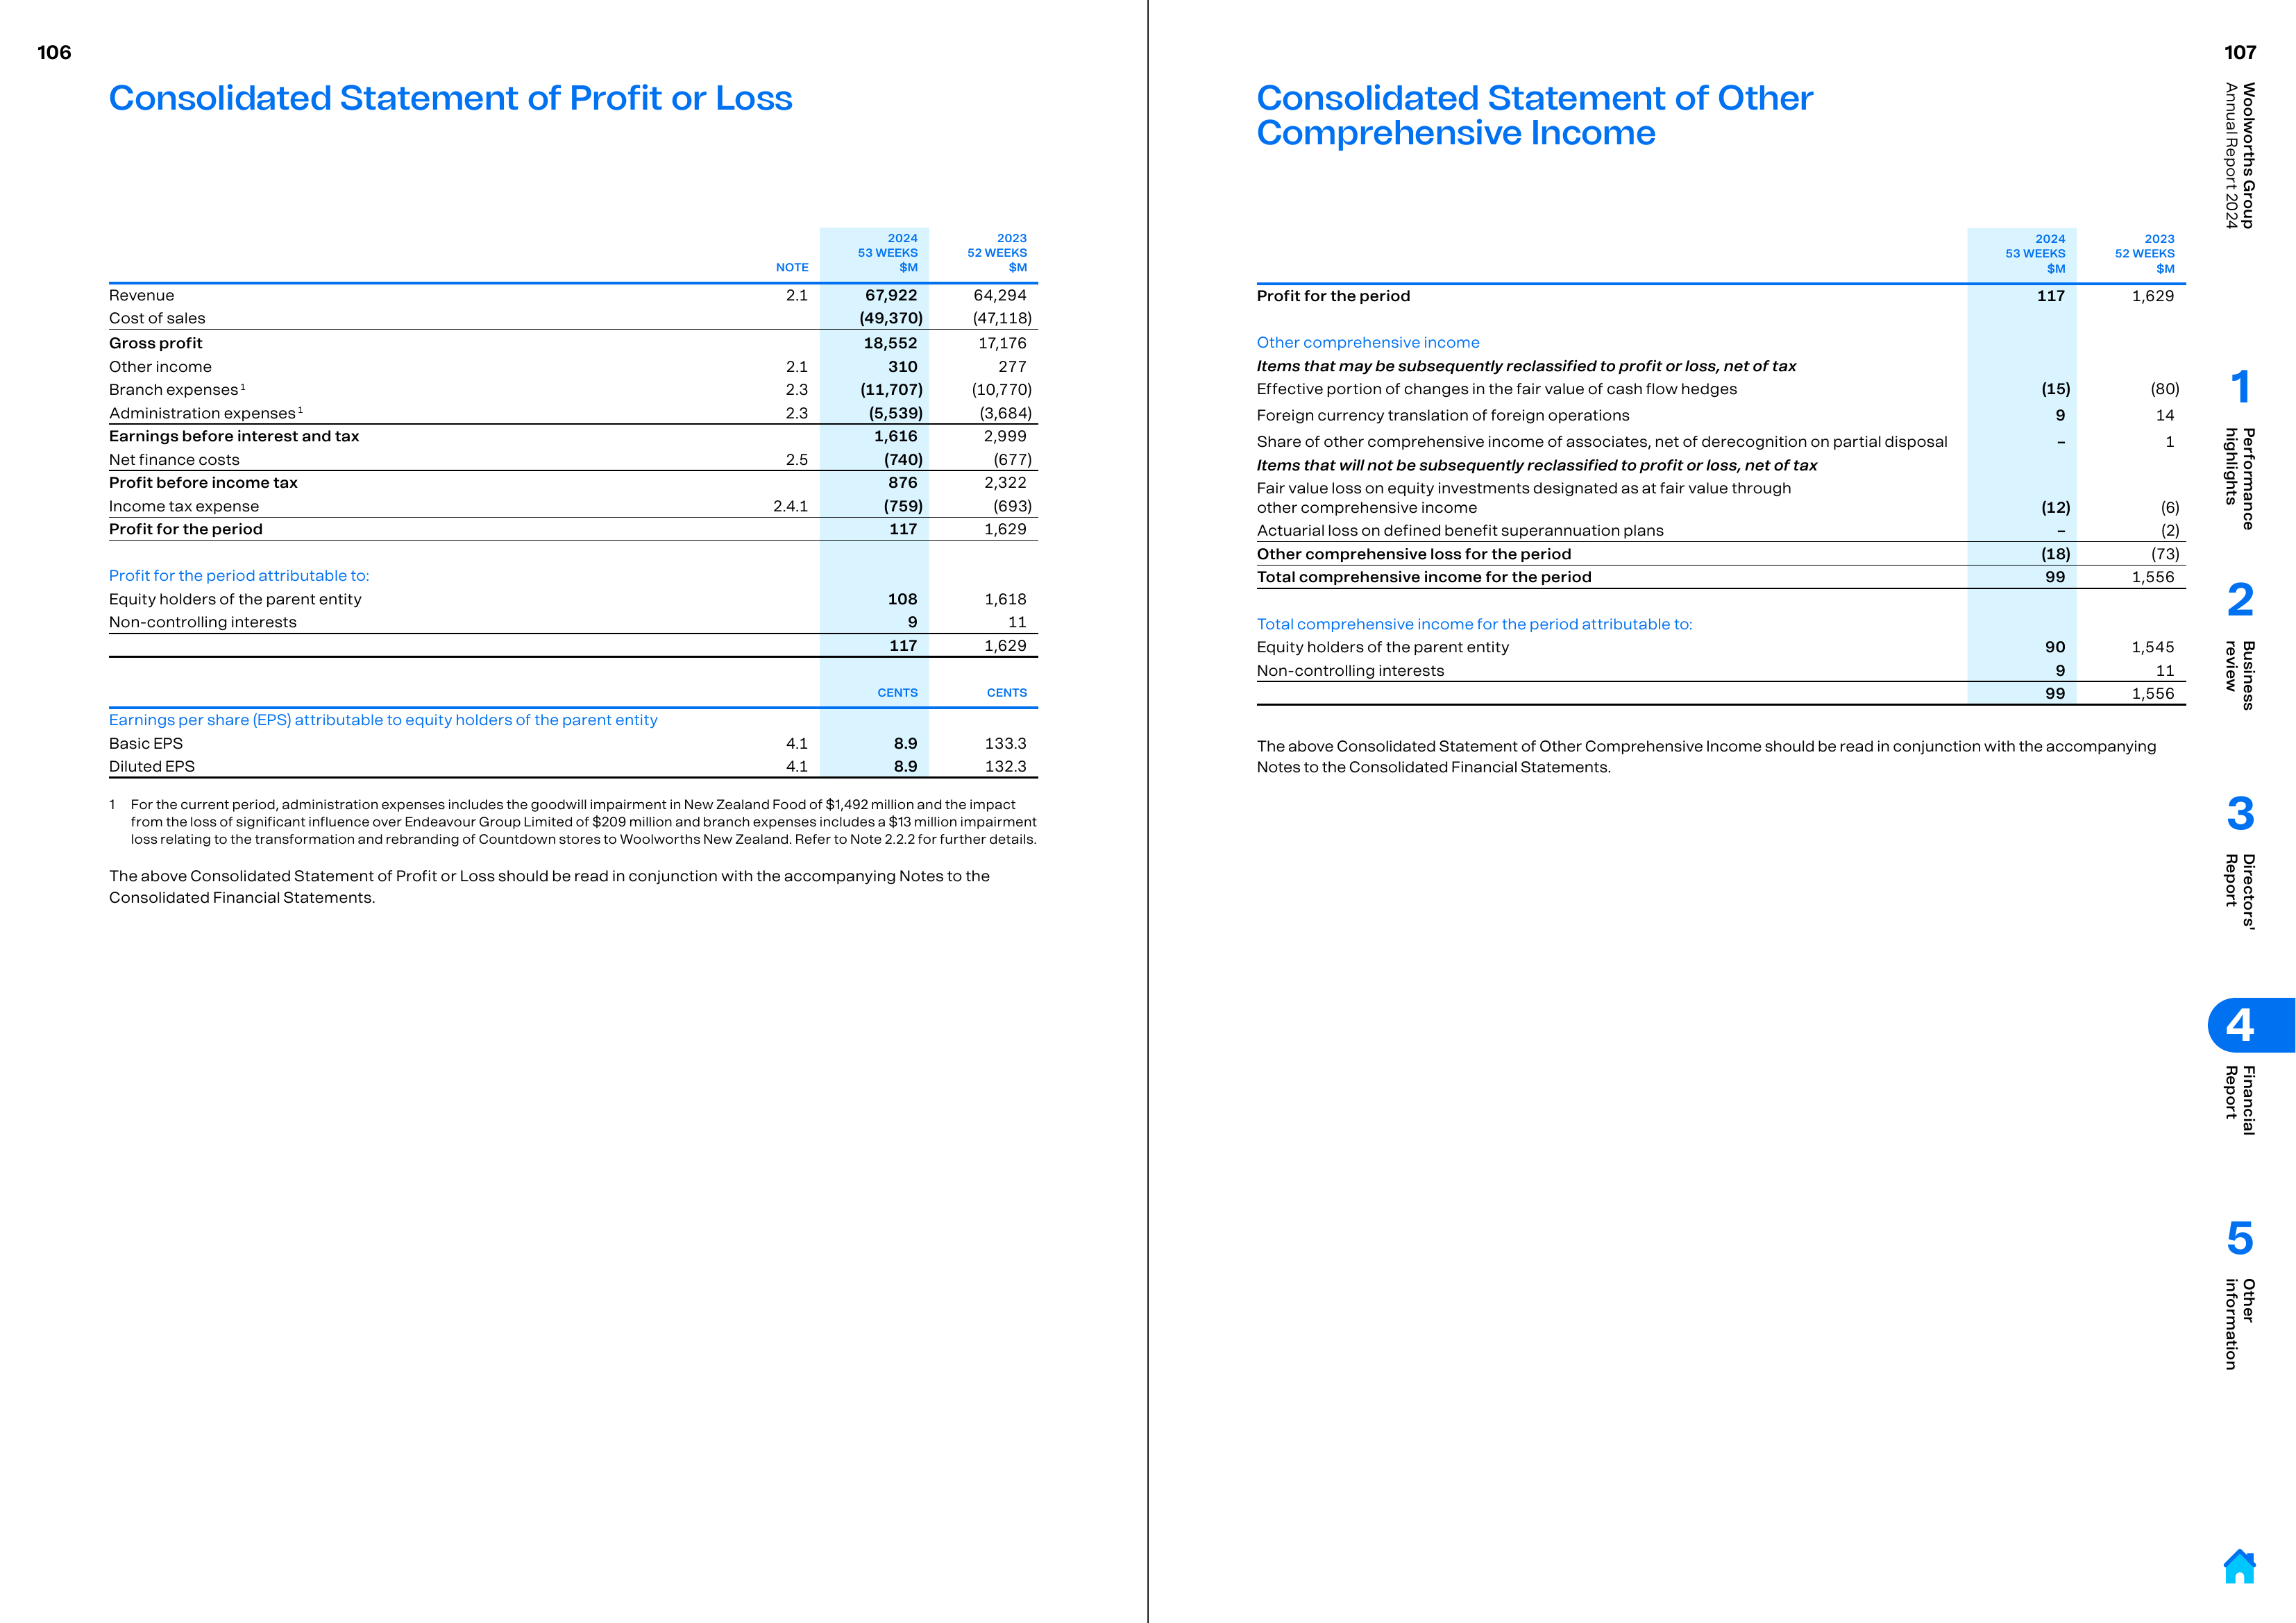 106
Consolidated Statement of Profit or Loss
2024 2023
53 WEEKS 52 WEEKS
NOTE $M $M
Revenue 2.1 67,922 64,294
Cost of sales (49,370) (47,118)
Gross profit 18,552 17,176
Other income 2.1 310 277
Branch expenses 1 2.3 (11,707) (10,770)
Administration expenses 1 2.3 (5,539) (3,684)
Earnings before interest and tax 1,616 2,999
Net finance costs 2.5 (740) (677)
Profit before income tax 876 2,322
Income tax expense 2.4.1 (759) (693)
Profit for the period 117 1,629
Profit for the period attributable to:
Equity holders of the parent entity 108 1,618
Non-controlling interests 9 11
117 1,629
CENTS CENTS
Earnings per share (EPS) attributable to equity holders of the parent entity
Basic EPS 4.1 8.9 133.3
Diluted EPS 4.1 8.9 132.3
1 For the current period, administration expenses includes the goodwill impairment in New Zealand Food of $1,492 million and the impact
from the loss of significant influence over Endeavour Group Limited of $209 million and branch expenses includes a $13 million impairment
loss relating to the transformation and rebranding of Countdown stores to Woolworths New Zealand. Refer to Note 2.2.2 for further details.
The above Consolidated Statement of Profit or Loss should be read in conjunction with the accompanying Notes to the
Consolidated Financial Statements.
Consolidated Statement of Other
Comprehensive Income
2024 2023
53 WEEKS 52 WEEKS
$M $M
Profit for the period 117 1,629
Other comprehensive income
Items that may be subsequently reclassified to profit or loss, net of tax
Effective portion of changes in the fair value of cash flow hedges (15) (80)
Foreign currency translation of foreign operations 9 14
Share of other comprehensive income of associates, net of derecognition on partial disposal – 1
Items that will not be subsequently reclassified to profit or loss, net of tax
Fair value loss on equity investments designated as at fair value through
other comprehensive income (12) (6)
Actuarial loss on defined benefit superannuation plans – (2)
Other comprehensive loss for the period (18) (73)
Total comprehensive income for the period 99 1,556
Total comprehensive income for the period attributable to:
Equity holders of the parent entity 90 1,545
Non-controlling interests 9 11
99 1,556
The above Consolidated Statement of Other Comprehensive Income should be read in conjunction with the accompanying
Notes to the Consolidated Financial Statements.
107
Woolworths Group
Annual Report 2024
1
Performance
highlights
2
Business
review
3
Directors'
Report
4
Financial
Report
5
Other
information